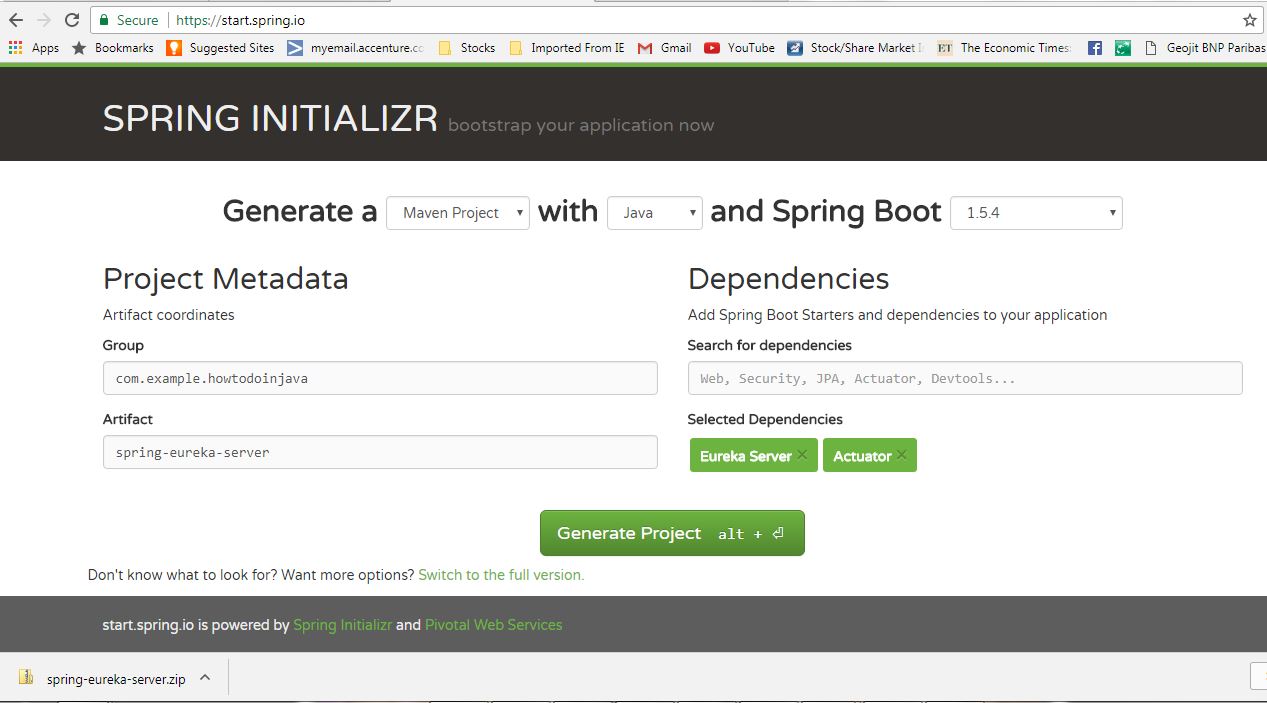 Secure https://start.spring.io
Apps Bookmarks Suggested Sites myemail.accenture.cc Stocks Imported From IE Gmail YouTube Stock/Share Market I ET The Economic Times: Geojit BNP Paribas
SPRING INITIALIZR bootstrap your application now
Generate a Maven Project with Java and Spring Boot 1.5.4
Project Metadata
Artifact coordinates
Group
com.example.howtodoinjava
Artifact
spring-eureka-server
Dependencies
Add Spring Boot Starters and dependencies to your application
Search for dependencies
Web, Security, JPA, Actuator, Devtools...
Selected Dependencies
Eureka Server × Actuator ×
Generate Project alt + ⏎
Don't know what to look for? Want more options? Switch to the full version.
start.spring.io is powered by Spring Initializr and Pivotal Web Services
spring-eureka-server.zip